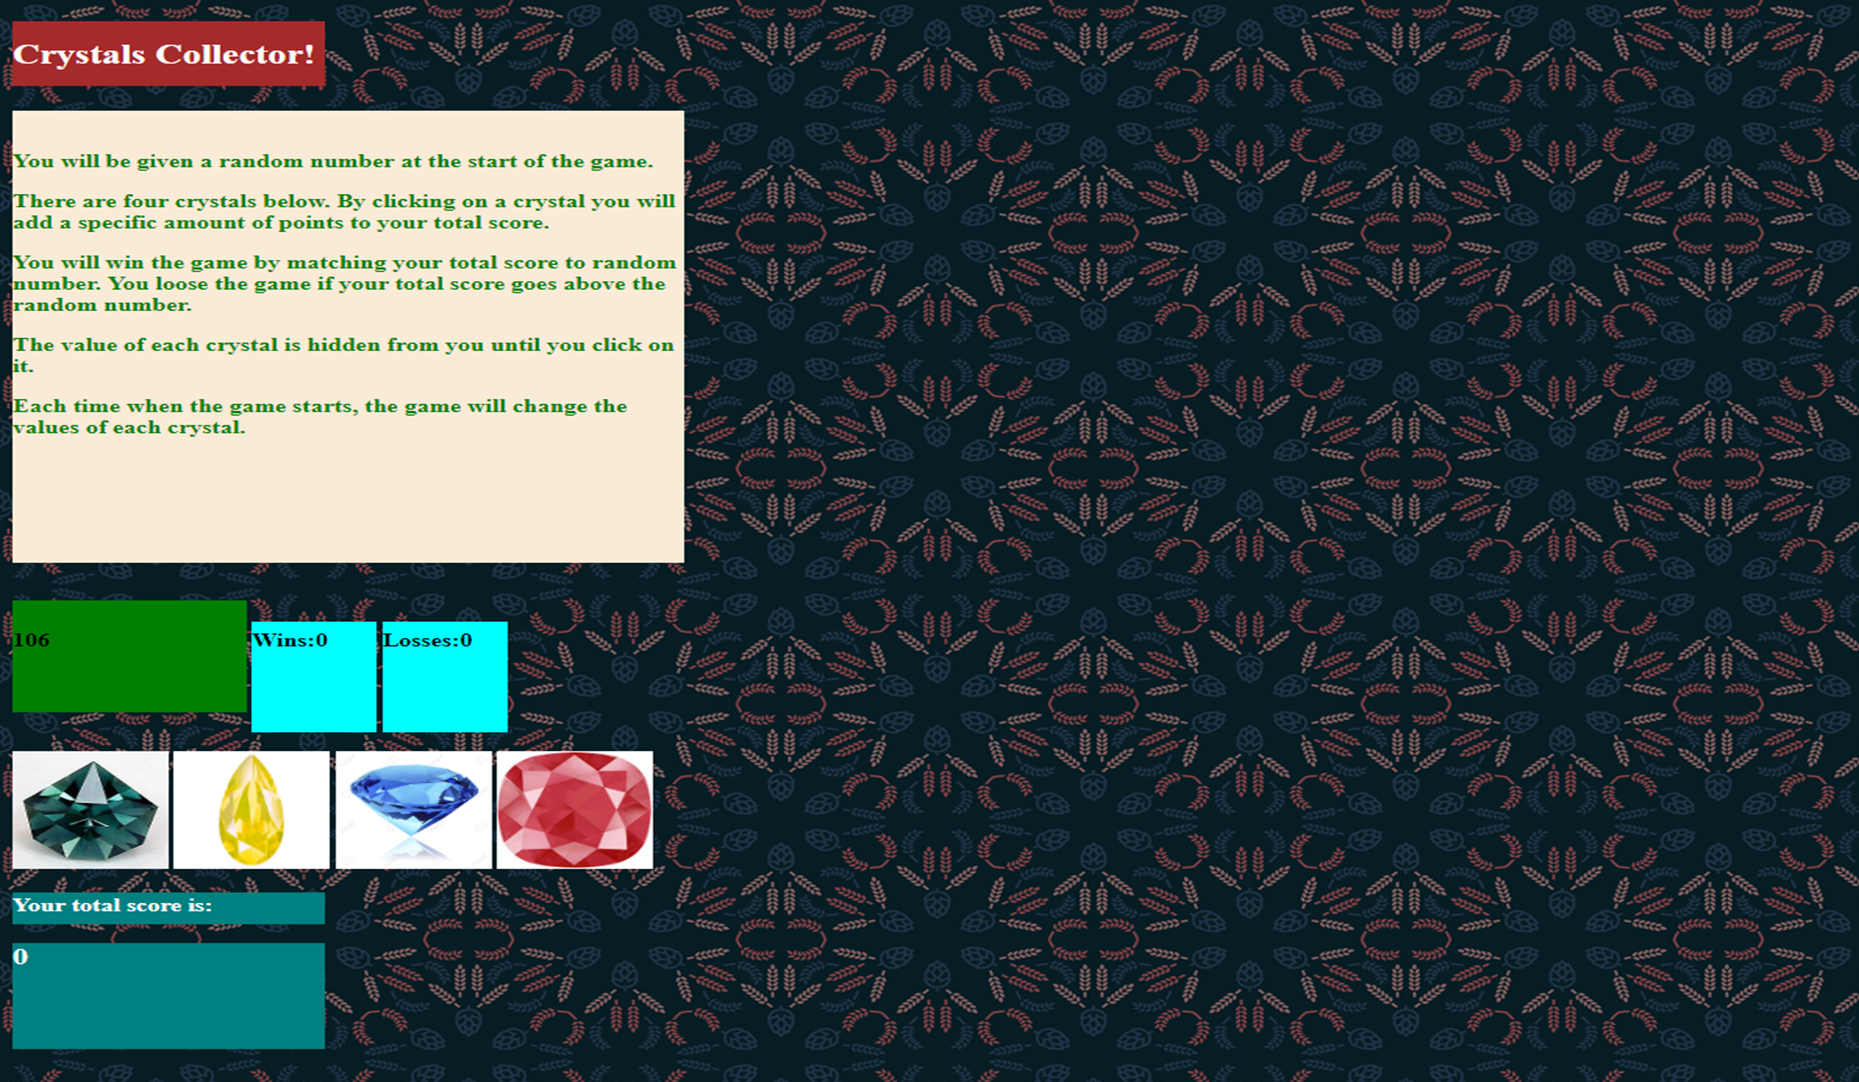 Crystals Collector!
You will be given a random number at the start of the game.
There are four crystals below. By clicking on a crystal you will
add a specific amount of points to your total score.
You will win the game by matching your total score to random
number. You loose the game if your total score goes above the
random number.
The value of each crystal is hidden from you until you click on
it.
Each time when the game starts, the game will change the
values of each crystal.
106
Wins:0
Losses:0
Your total score is:
0